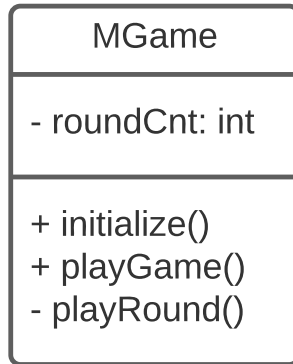 MGame
- roundCnt: int
+ initialize()
+ playGame()
- playRound()